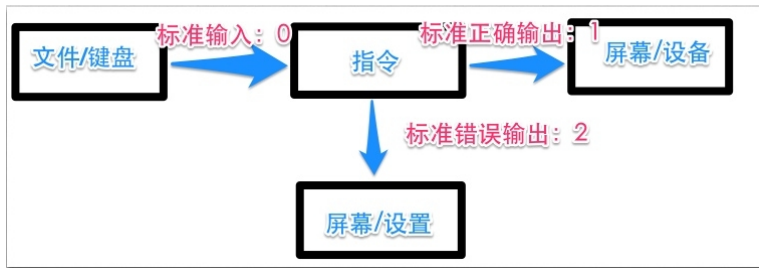 标准输入：0
标准正确输出：1
文件/键盘
指令
屏幕/设备
标准错误输出：2
屏幕/设置